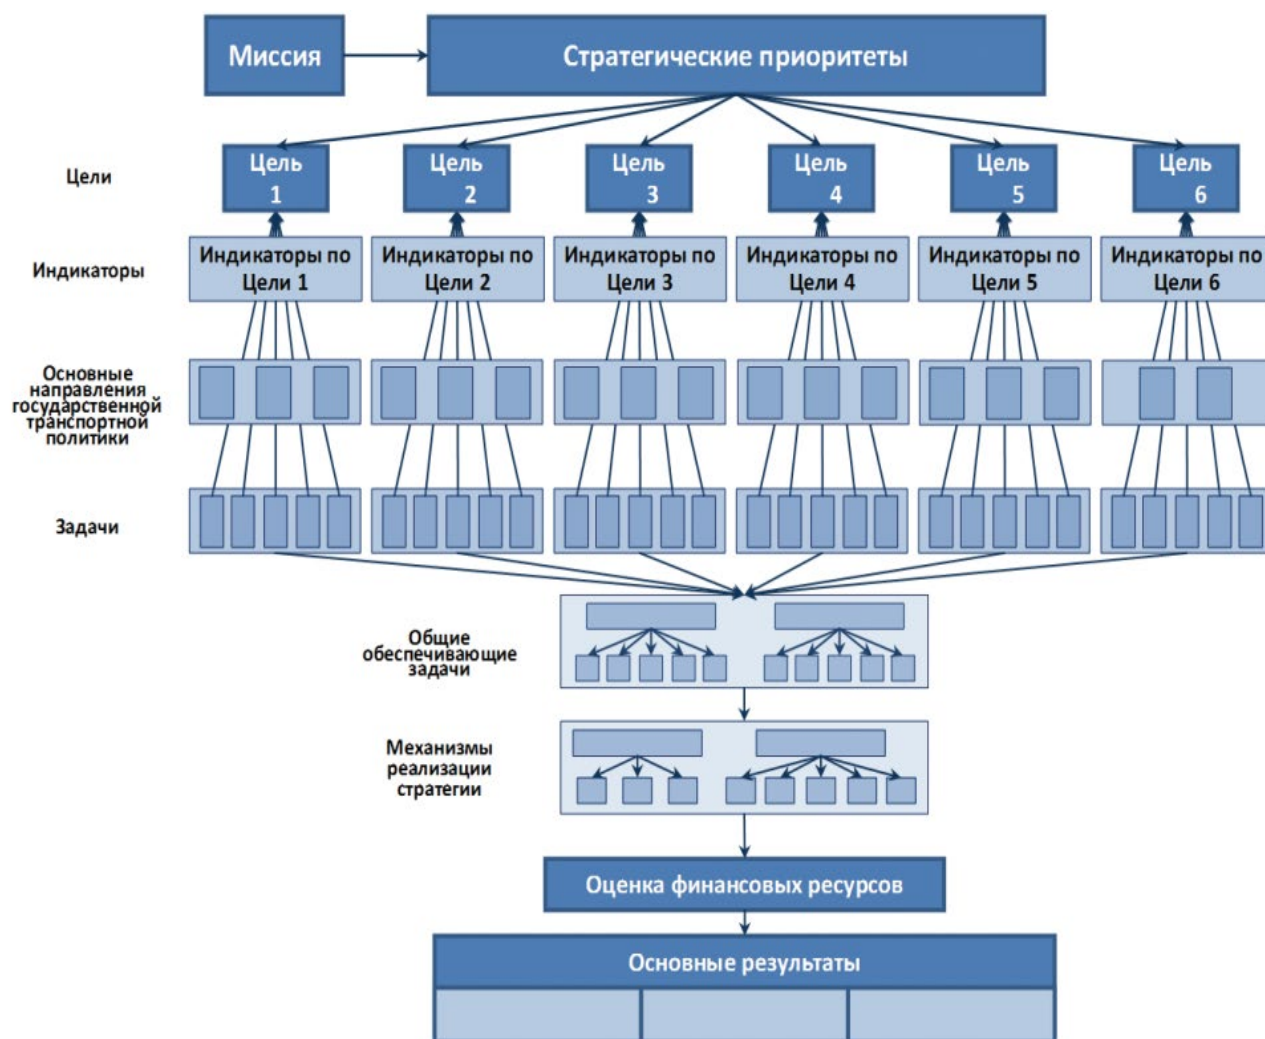 Миссия
Стратегические приоритеты
Цели
Цель
1
Цель
2
Цель
3
Цель
4
Цель
5
Цель
6
Индикаторы
Индикаторы по
Цели 1
Индикаторы по
Цели 2
Индикаторы по
Цели 3
Индикаторы по
Цели 4
Индикаторы по
Цели 5
Индикаторы по
Цели 6
Основные
направления
государственной
транспортной
политики
Задачи
Общие
обеспечивающие
задачи
Механизмы
реализации
стратегии
Оценка финансовых ресурсов
Основные результаты